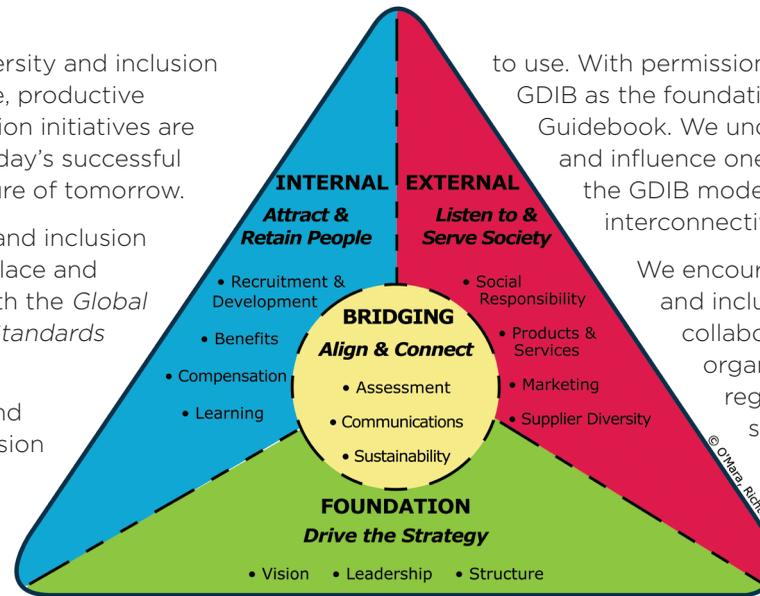 ersity and inclusion
e, productive
ion initiatives are
day's successful
ure of tomorrow.
and inclusion
lace and
th the Global
Standards
nd
sion
to use. With permission
GDIB as the foundati
Guidebook. We und
and influence one
the GDIB mode
interconnectiv
We encour
and inclu
collabo
organ
reg
s
INTERNAL
Attract &
Retain People
• Recruitment &
Development
• Benefits
• Compensation
• Learning
EXTERNAL
Listen to &
Serve Society
• Social
Responsibility
• Products &
Services
• Marketing
• Supplier Diversity
BRIDGING
Align & Connect
• Assessment
• Communications
• Sustainability
FOUNDATION
Drive the Strategy
• Vision • Leadership • Structure
© O'Mara, Richt